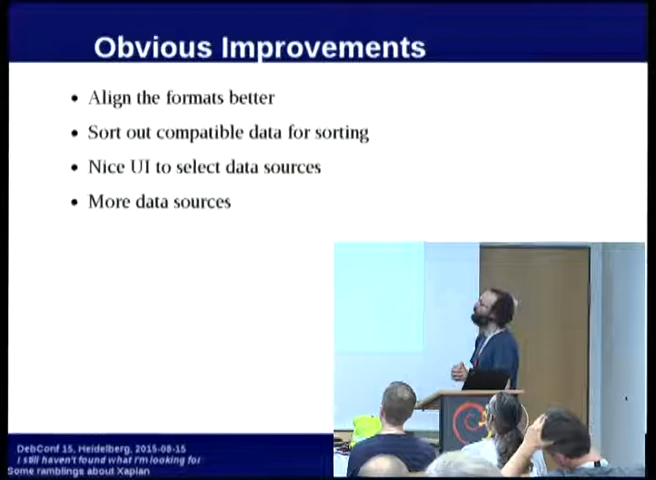 Obvious Improvements
• Align the formats better
• Sort out compatible data for sorting
• Nice UI to select data sources
• More data sources
DebConf 15, Heidelberg, 2015-08-15
I still haven't found what I'm looking for
Some ramblings about Xapian